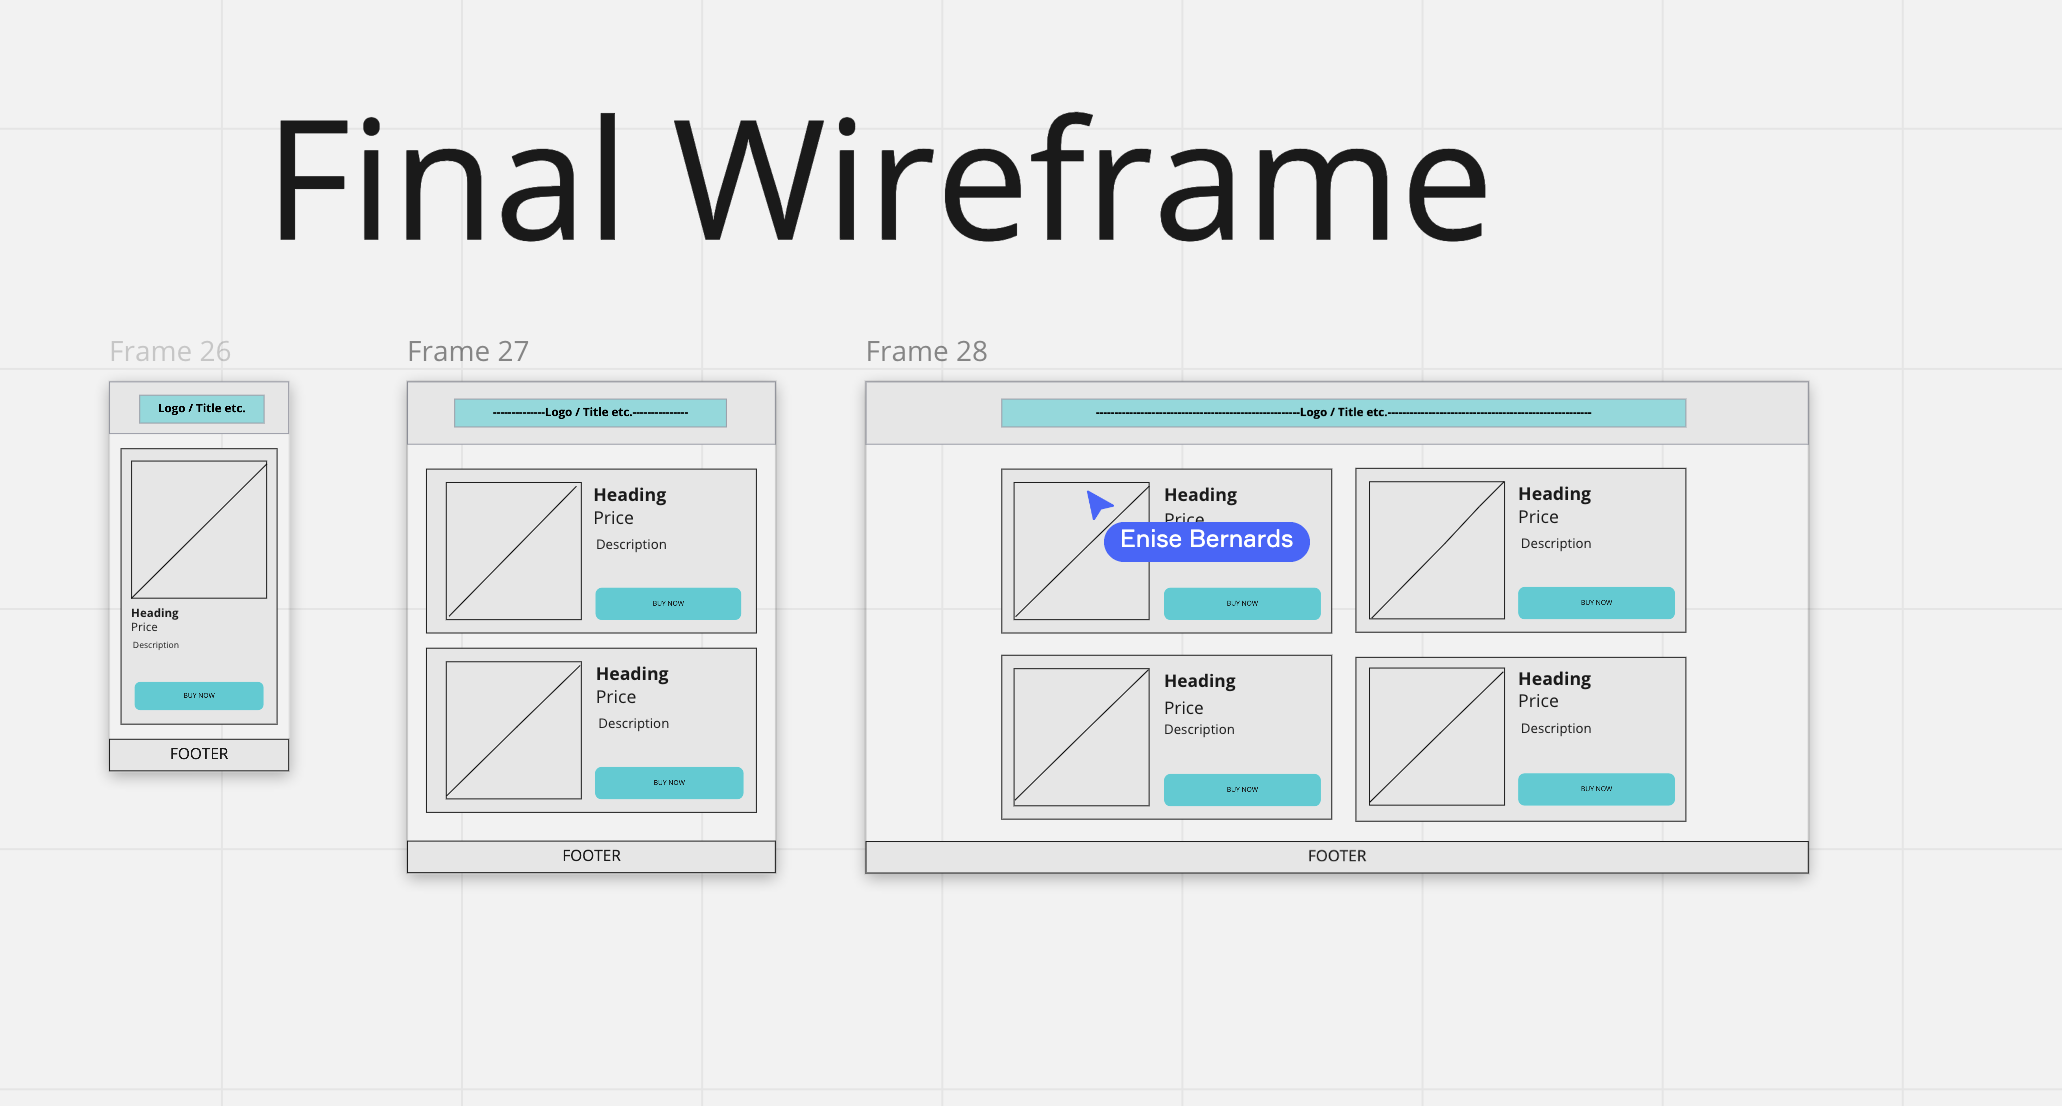 Final Wireframe
Frame 26
Logo / Title etc.
Heading
Price
Description
BUY NOW
FOOTER
Frame 27
--------------Logo / Title etc.---------------
Heading
Price
Description
BUY NOW
Heading
Price
Description
BUY NOW
FOOTER
Frame 28
-------------------------------------------------------Logo / Title etc.-------------------------------------------------------
Heading
Price
Enise Bernards
BUY NOW
Heading
Price
Description
BUY NOW
Heading
Price
Description
BUY NOW
Heading
Price
Description
BUY NOW
FOOTER